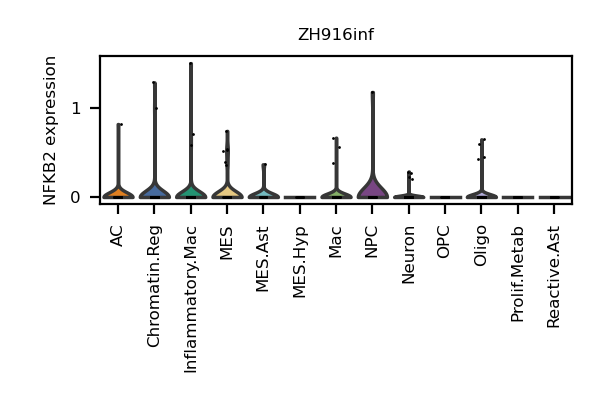 ZH916inf
NFKB2 expression
1
0
AC
Chromatin.Reg
Inflammatory.Mac
MES
MES.Ast
MES.Hyp
Mac
NPC
Neuron
OPC
Oligo
Prolif.Metab
Reactive.Ast